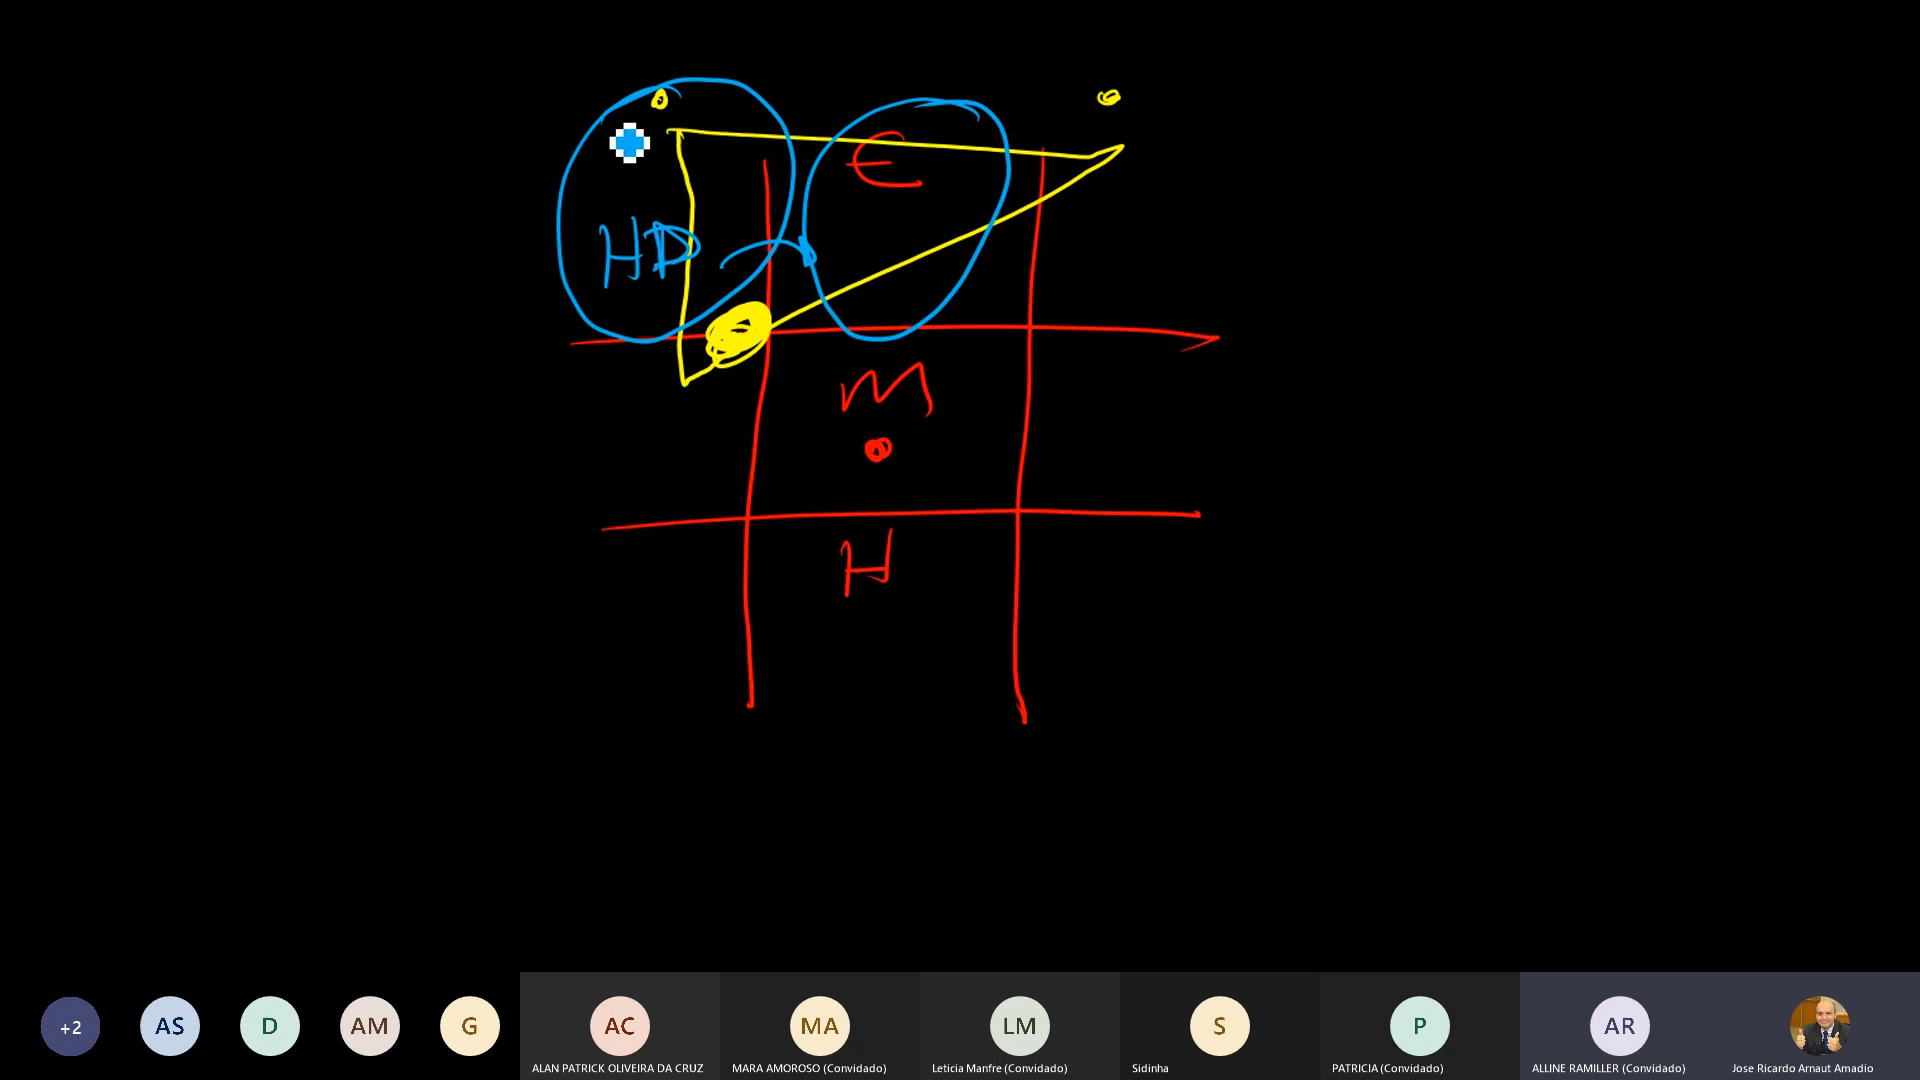 E
HD
M
H
+2
AS
D
AM
G
AC
MA
LM
S
P
AR
ALAN PATRICK OLIVEIRA DA CRUZ
MARA AMOROSO (Convidado)
Leticia Manfre (Convidado)
Sidinha
PATRICIA (Convidado)
ALLINE RAMILLER (Convidado)
Jose Ricardo Arnaut Amadio